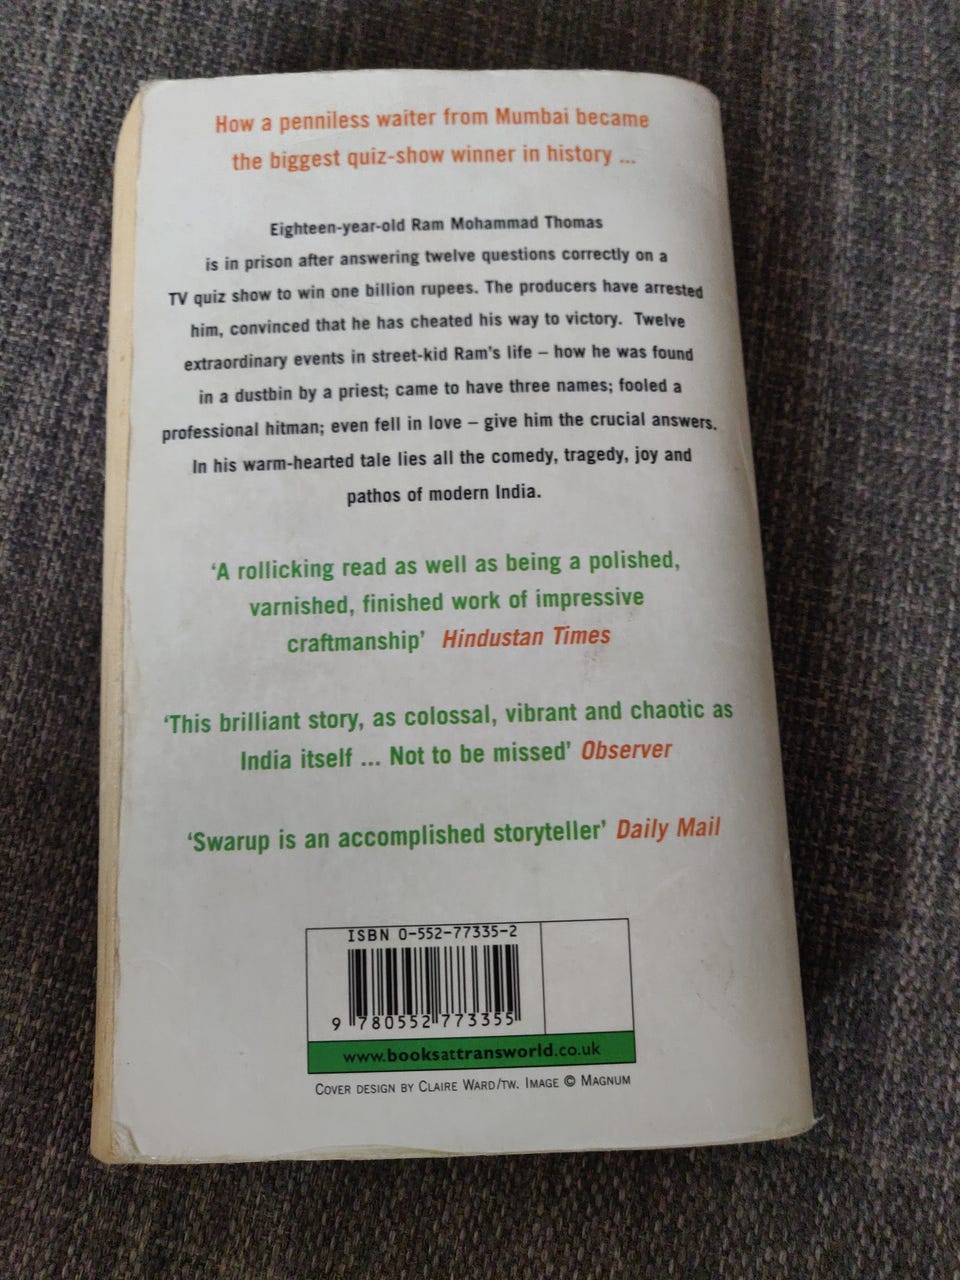 How a penniless waiter from Mumbai became
the biggest quiz-show winner in history ...
Eighteen-year-old Ram Mohammad Thomas
is in prison after answering twelve questions correctly on a
TV quiz show to win one billion rupees. The producers have arrested
him, convinced that he has cheated his way to victory. Twelve
extraordinary events in street-kid Ram's life – how he was found
in a dustbin by a priest; came to have three names; fooled a
professional hitman; even fell in love – give him the crucial answers.
In his warm-hearted tale lies all the comedy, tragedy, joy and
pathos of modern India.
‘A rollicking read as well as being a polished,
varnished, finished work of impressive
craftmanship’ Hindustan Times
‘This brilliant story, as colossal, vibrant and chaotic as
India itself ... Not to be missed’ Observer
‘Swarup is an accomplished storyteller’ Daily Mail
ISBN 0-552-77335-2
9 780552 773355
www.booksattransworld.co.uk
Cover design by Claire Ward/tw. Image © Magnum